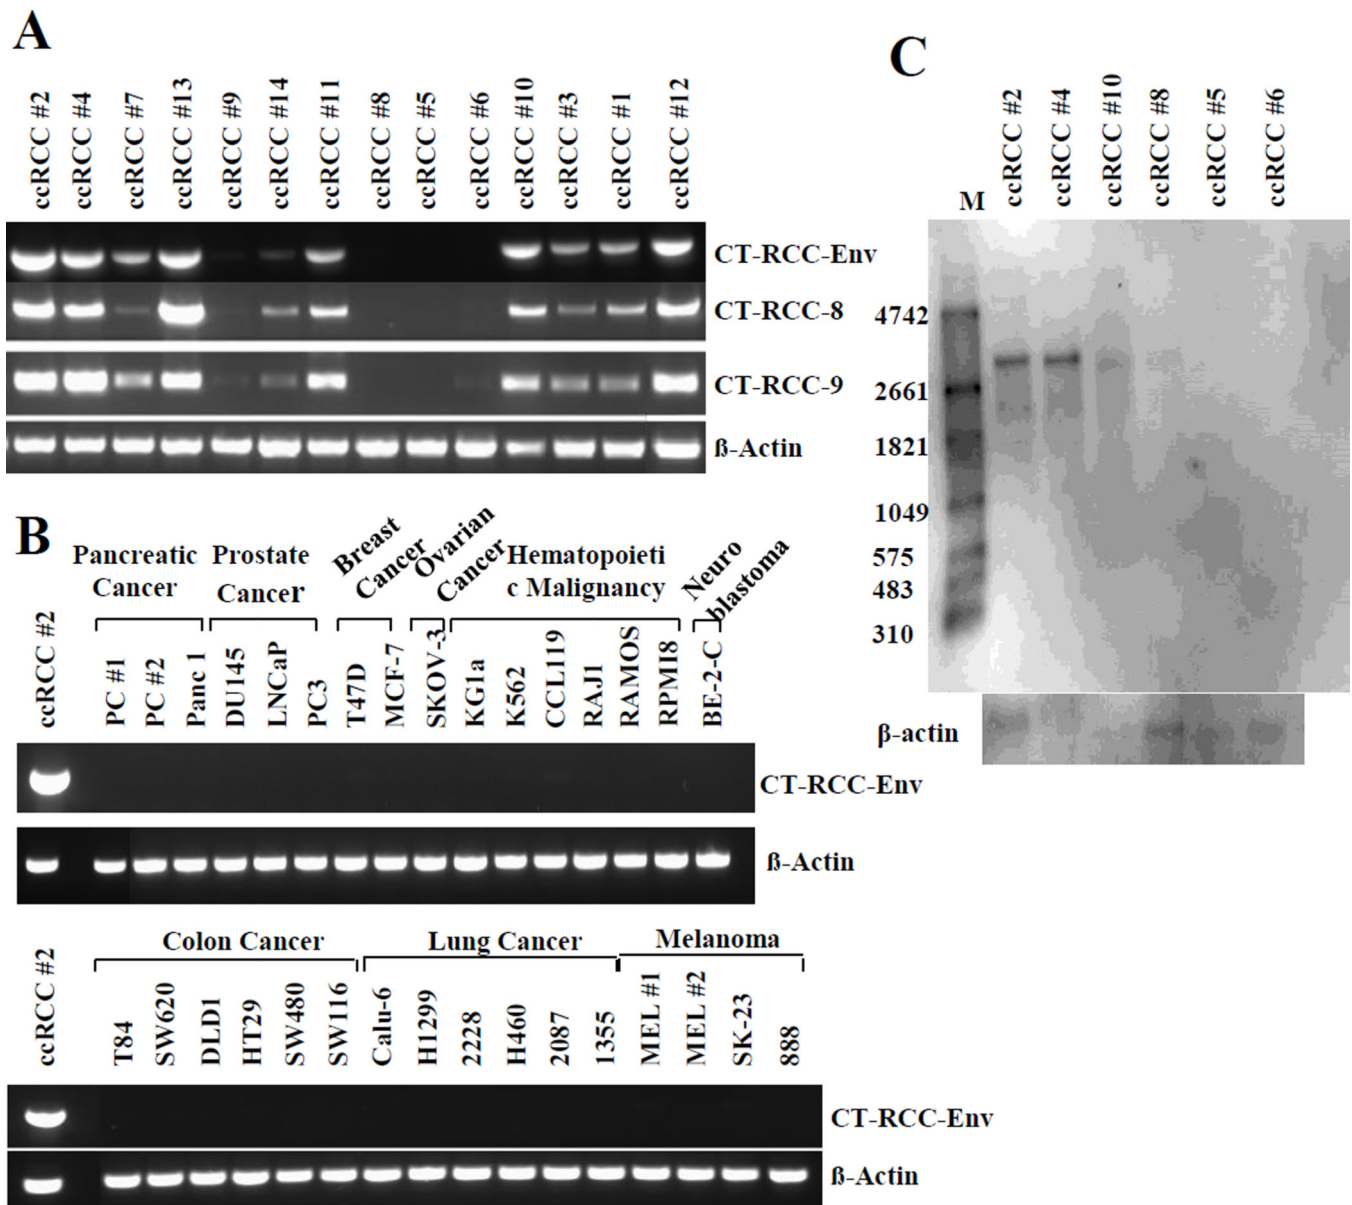 A
ccRCC #2
ccRCC #4
ccRCC #7
ccRCC #13
ccRCC #9
ccRCC #14
ccRCC #11
ccRCC #8
ccRCC #5
ccRCC #6
ccRCC #10
ccRCC #3
ccRCC #1
ccRCC #12
CT-RCC-Env
CT-RCC-8
CT-RCC-9
ß-Actin
B
ccRCC #2
Pancreatic
Cancer
Prostate
Cancer
Breast
Cancer
Ovarian
Cancer
Hematopoieti
c Malignancy
Neuro
blastoma
PC #1
PC #2
Panc 1
DU145
LNCaP
PC3
T47D
MCF-7
SKOV-3
KG1a
K562
CCL119
RAJ1
RAMOS
RPMI8
BE-2-C
CT-RCC-Env
ß-Actin
ccRCC #2
Colon Cancer
Lung Cancer
Melanoma
T84
SW620
DLD1
HT29
SW480
SW116
Calu-6
H1299
2228
H460
2087
1355
MEL #1
MEL #2
SK-23
888
CT-RCC-Env
ß-Actin
C
M
ccRCC #2
ccRCC #4
ccRCC #10
ccRCC #8
ccRCC #5
ccRCC #6
4742
2661
1821
1049
575
483
310
β-actin